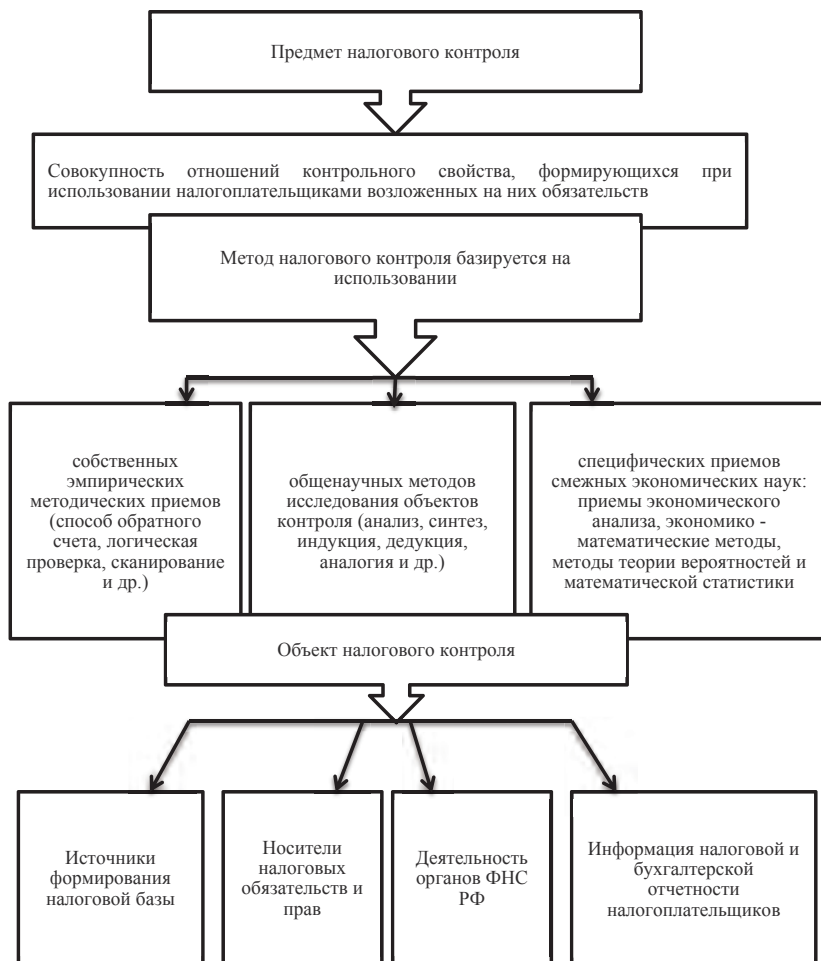 Предмет налогового контроля
Совокупность отношений контрольного свойства, формирующихся при
использовании налогоплательщиками возложенных на них обязательств
Метод налогового контроля базируется на
использовании
собственных
эмпирических
методических приемов
(способ обратного
счета, логическая
проверка, сканирование
и др.)
общенаучных методов
исследования объектов
контроля (анализ, синтез,
индукция, дедукция,
аналогия и др.)
специфических приемов
смежных экономических наук:
приемы экономического
анализа, экономико -
математические методы,
методы теории вероятностей и
математической статистики
Объект налогового контроля
Источники
формирования
налоговой базы
Носители
налоговых
обязательств и
прав
Деятельность
органов ФНС
РФ
Информация налоговой и
бухгалтерской
отчетности
налогоплательщиков